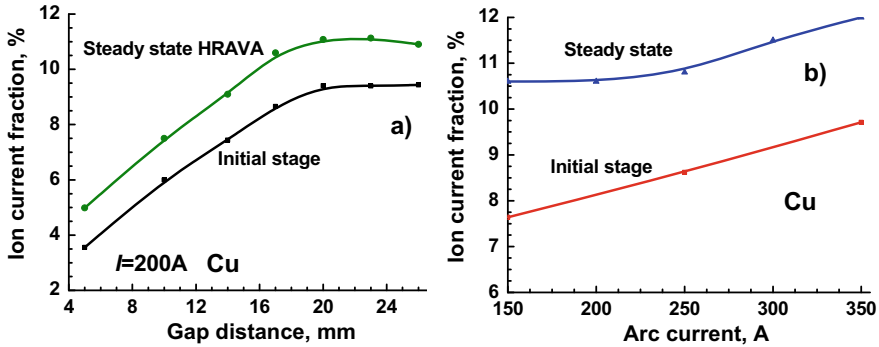 Ion current fraction, %
12
10
8
6
4
2
4 8 12 16 20 24
Gap distance, mm
Steady state HRAVA
Initial stage
a)
I=200A Cu
Ion current fraction, %
12
11
10
9
8
7
6
150 200 250 300 350
Arc current, A
Steady state
b)
Initial stage
Cu